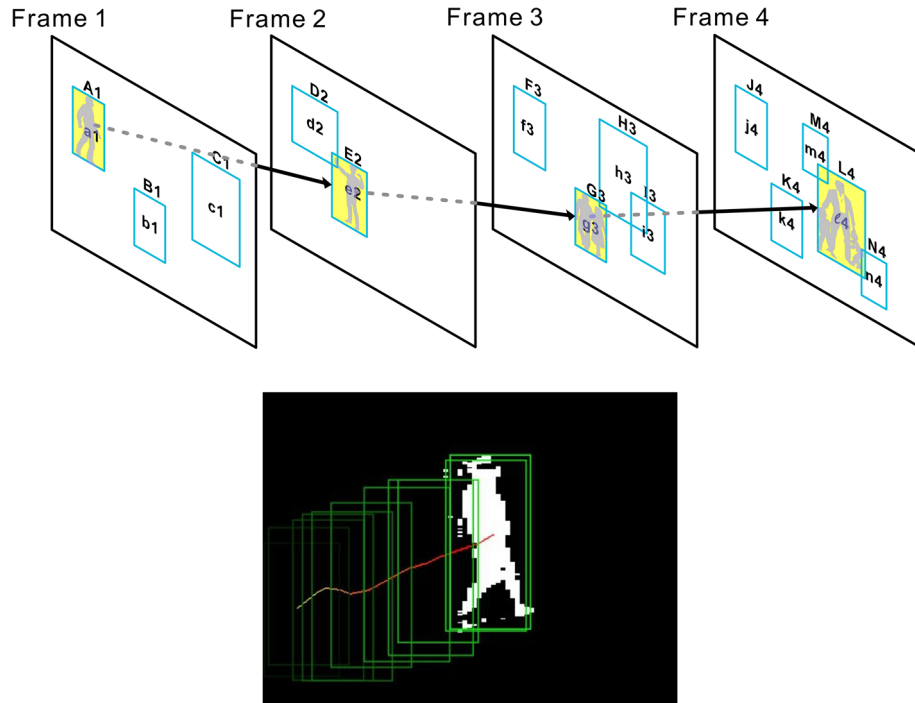 Frame 1 Frame 2 Frame 3 Frame 4
A1
a1
B1
b1
C1
c1
D2
d2
E2
e2
F3
f3
H3
h3
G3
g3
I3
i3
J4
j4
M4
m4
L4
ℓ4
K4
k4
N4
n4